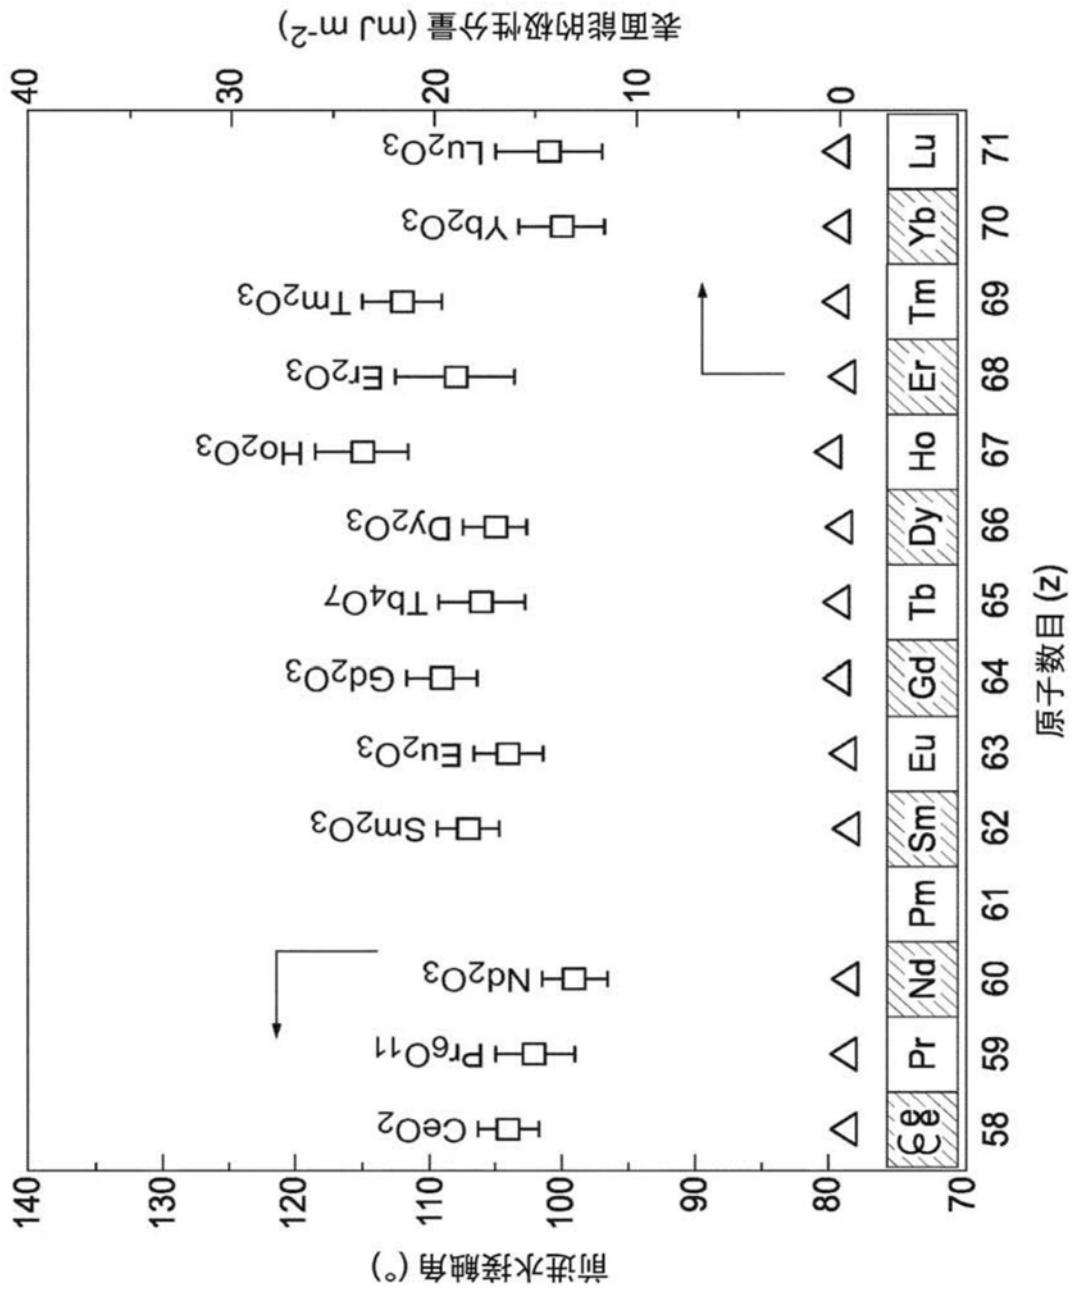 表面能的极性分量 (mJ m-2)
40
30
20
10
0
Lu2O3
Yb2O3
Tm2O3
Er2O3
Ho2O3
Dy2O3
Tb4O7
Gd2O3
Eu2O3
Sm2O3
Nd2O3
Pr6O11
CeO2
Ce
Ce
Pr
Nd
Pm
Sm
Eu
Gd
Tb
Dy
Ho
Er
Tm
Yb
Lu
58
59
60
61
62
63
64
65
66
67
68
69
70
71
原子数目 (z)
140
130
120
110
100
90
80
70
前进水接触角 (°)